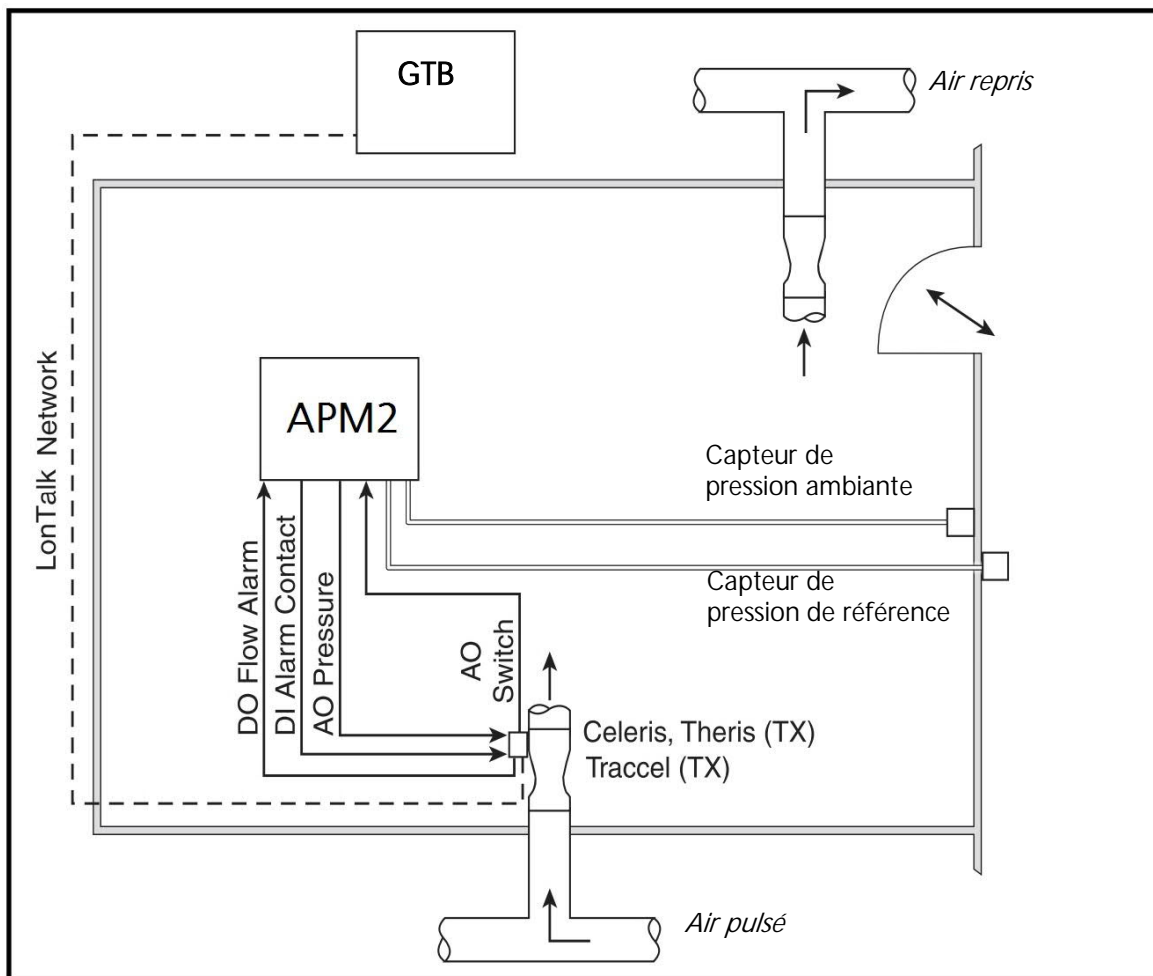 GTB
Air repris
LonTalk Network
APM2
Capteur de
pression ambiante
Capteur de
pression de référence
DO Flow Alarm
DI Alarm Contact
AO Pressure
AO
Switch
Celeris, Theris (TX)
Traccel (TX)
Air pulsé